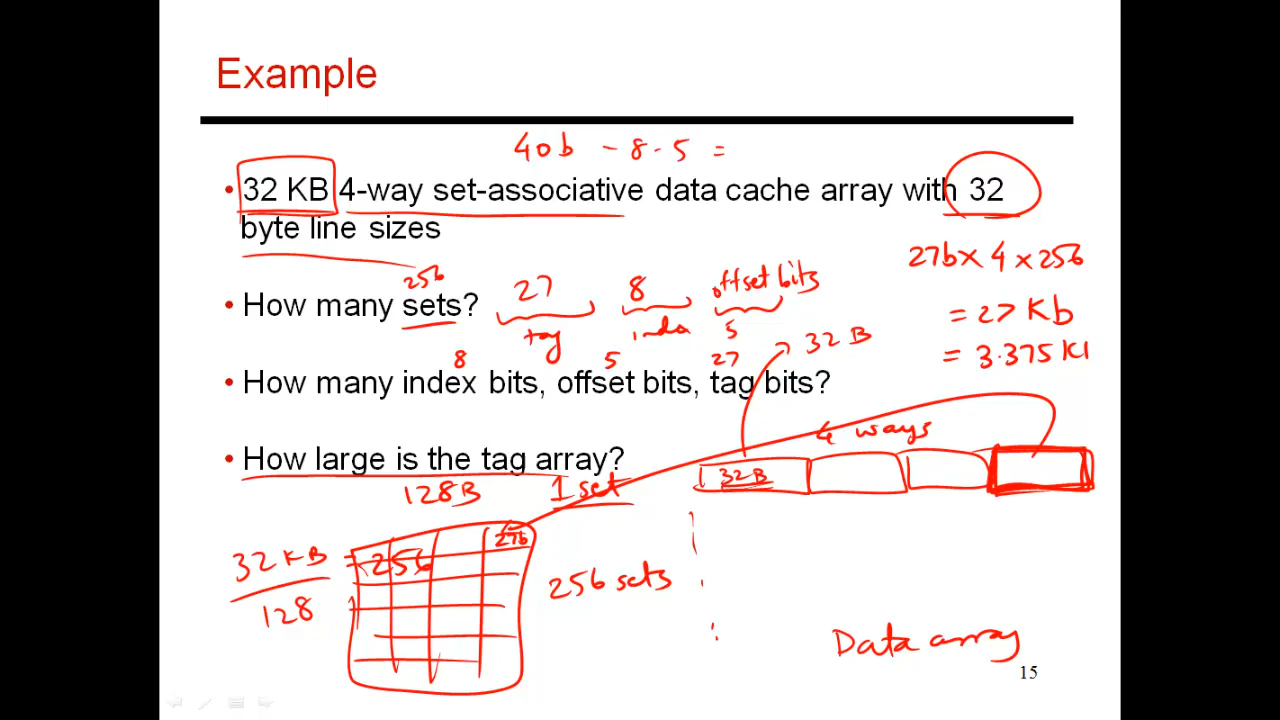 Example
40b - 8 - 5 =
• 32 KB 4-way set-associative data cache array with 32
byte line sizes
27b x 4 x 256
= 27 Kb
= 3.375 K
256
27
8
offset bits
• How many sets?
tag
index
5
32 B
8
5
27
• How many index bits, offset bits, tag bits?
4 ways
• How large is the tag array?
32B
128B
1 set
27b
32 KB
128
256
256 sets
Data array
15